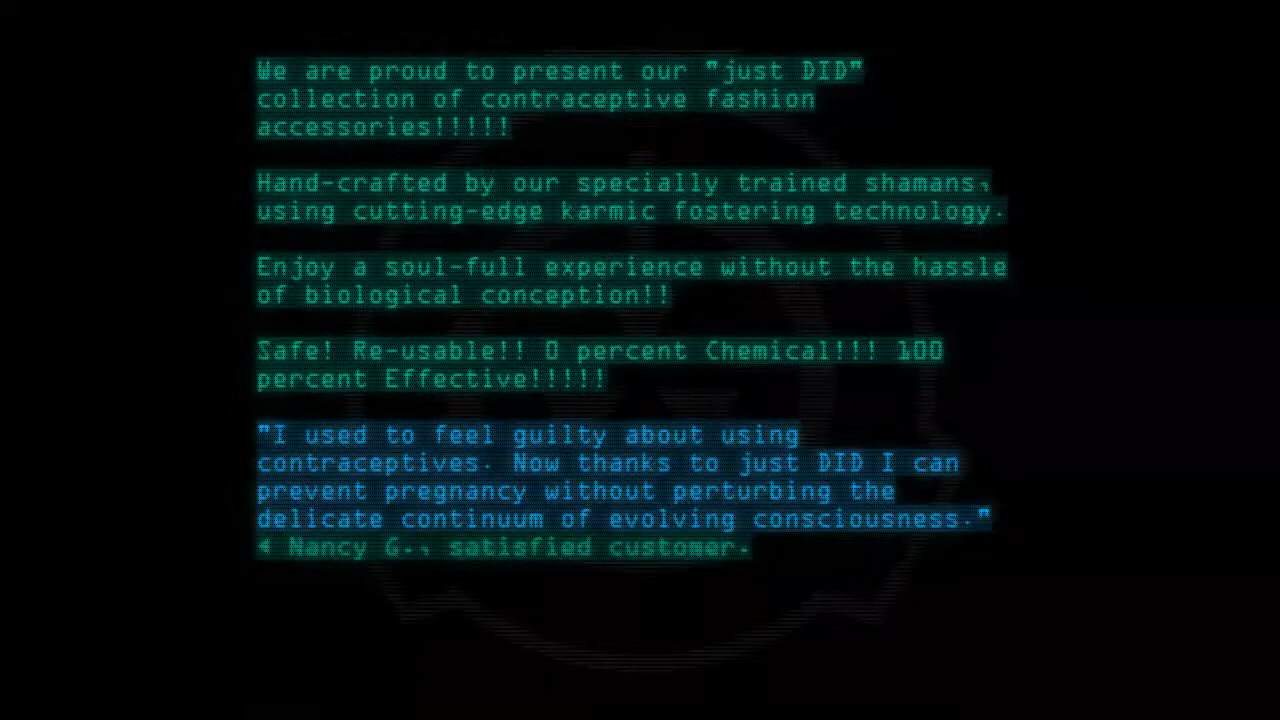 We are proud to present our "just DID"
collection of contraceptive fashion
accessories!!!!!
Hand-crafted by our specially trained shamans,
using cutting-edge karmic fostering technology.
Enjoy a soul-full experience without the hassle
of biological conception!!
Safe! Re-usable!! 0 percent Chemical!!! 100
percent Effective!!!!!
"I used to feel guilty about using
contraceptives. Now thanks to just DID I can
prevent pregnancy without perturbing the
delicate continuum of evolving consciousness."
Nancy G., satisfied customer.